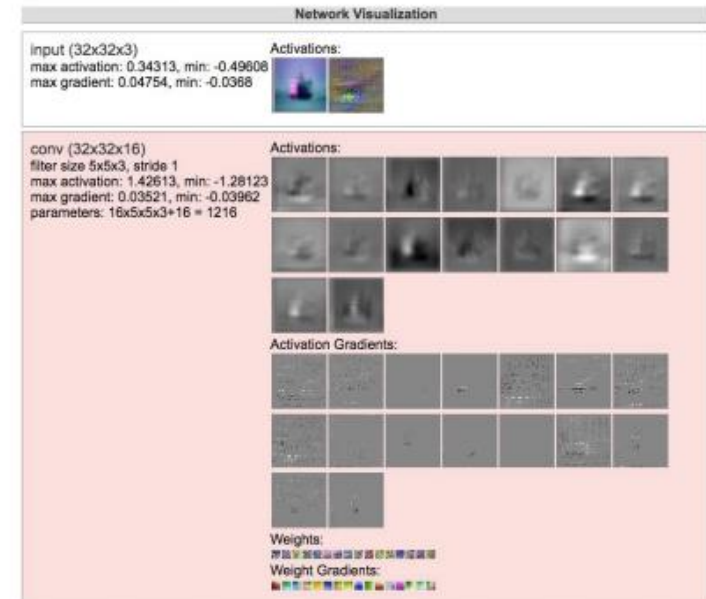 Network Visualization
input (32x32x3)
max activation: 0.34313, min: -0.49608
max gradient: 0.04754, min: -0.0368
Activations:
conv (32x32x16)
filter size 5x5x3, stride 1
max activation: 1.42613, min: -1.28123
max gradient: 0.03521, min: -0.03962
parameters: 16x5x5x3+16 = 1216
Activations:
Activation Gradients:
Weights:
Weight Gradients: